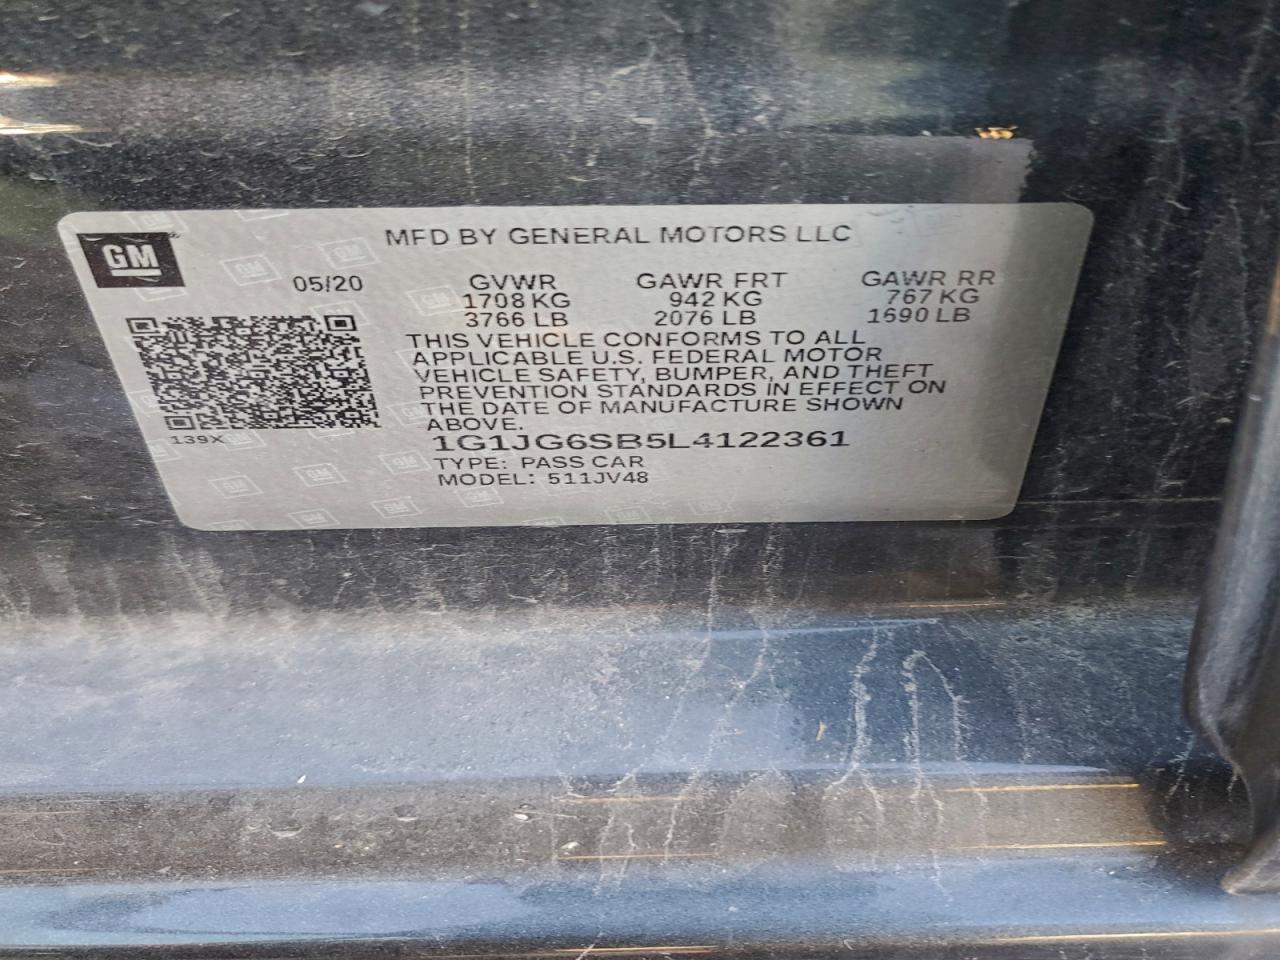 GM
MFD BY GENERAL MOTORS LLC
05/20 GVWR GAWR FRT GAWR RR
1708 KG 942 KG 767 KG
3766 LB 2076 LB 1690 LB
THIS VEHICLE CONFORMS TO ALL
APPLICABLE U.S. FEDERAL MOTOR
VEHICLE SAFETY, BUMPER, AND THEFT
PREVENTION STANDARDS IN EFFECT ON
THE DATE OF MANUFACTURE SHOWN
ABOVE.
139X
1G1JG6SB5L4122361
TYPE: PASS CAR
MODEL: 511JV48